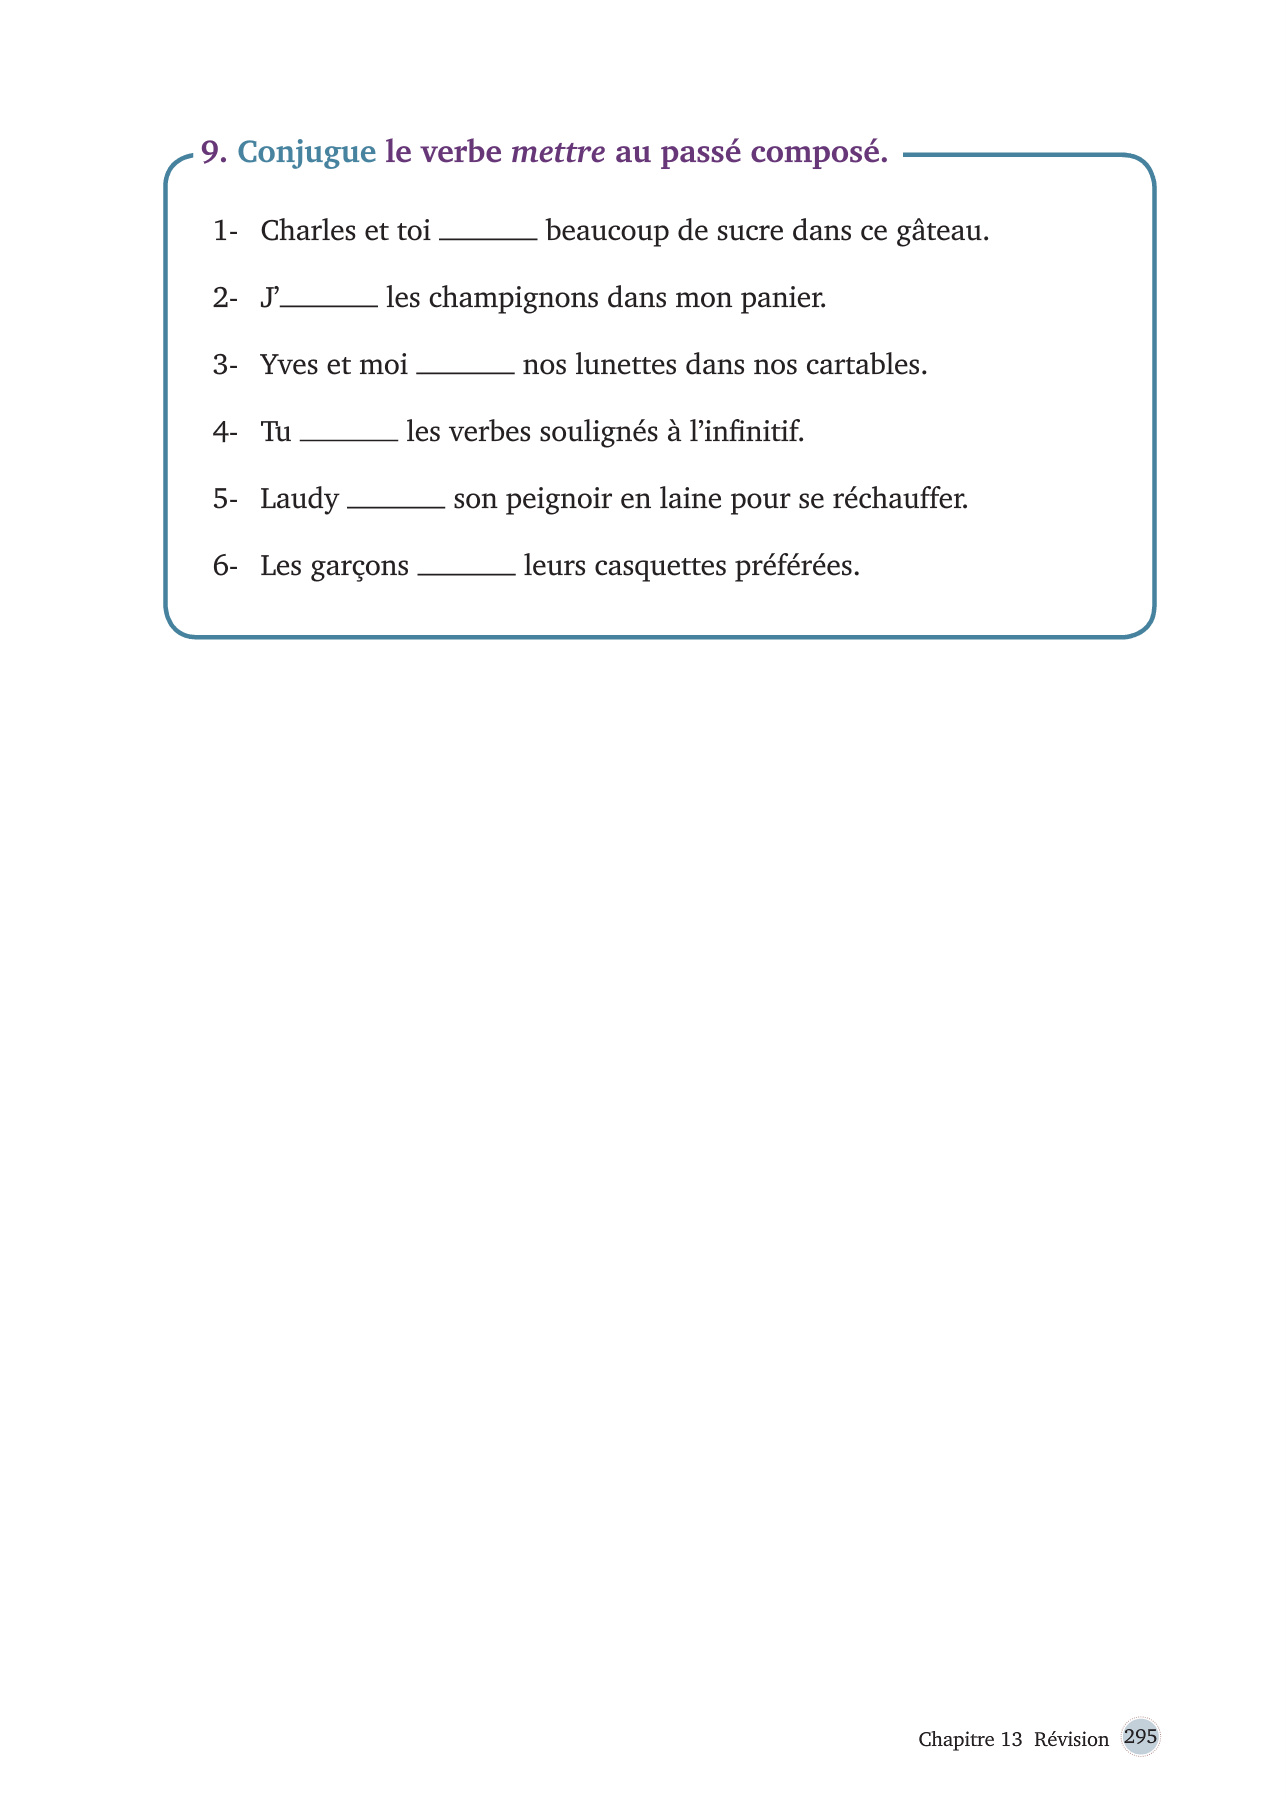 9. Conjugue le verbe mettre au passé composé.
1- Charles et toi _______ beaucoup de sucre dans ce gâteau.
2- J’_______ les champignons dans mon panier.
3- Yves et moi _______ nos lunettes dans nos cartables.
4- Tu _______ les verbes soulignés à l’infinitif.
5- Laudy _______ son peignoir en laine pour se réchauffer.
6- Les garçons _______ leurs casquettes préférées.
Chapitre 13 Révision 295